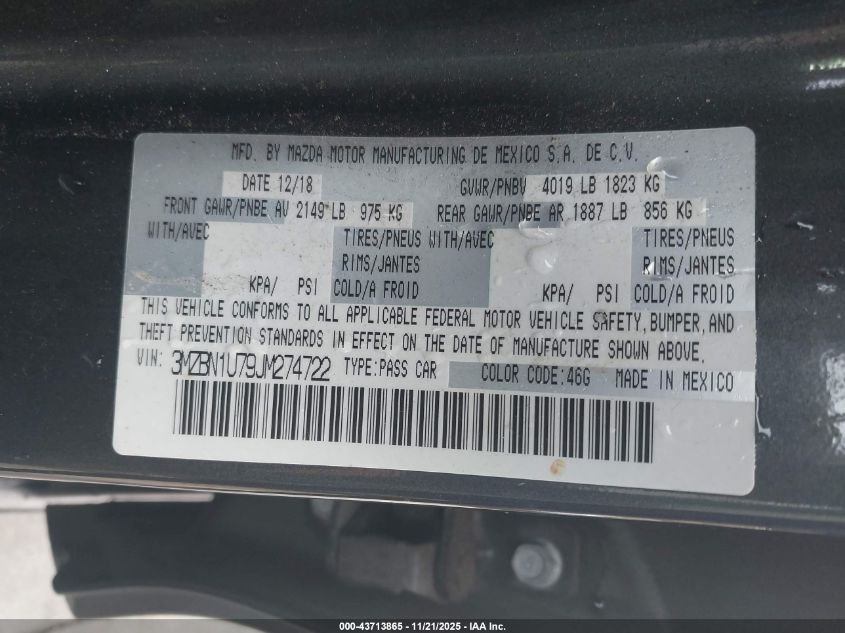 MFD. BY MAZDA MOTOR MANUFACTURING DE MEXICO S.A. DE C.V.
DATE 12/18 GVWR/PNBV 4019 LB 1823 KG
FRONT GAWR/PNBE AV 2149 LB 975 KG REAR GAWR/PNBE AR 1887 LB 856 KG
WITH/AVEC TIRES/PNEUS WITH/AVEC TIRES/PNEUS
RIMS/JANTES RIMS/JANTES
KPA/ PSI COLD/A FROID KPA/ PSI COLD/A FROID
THIS VEHICLE CONFORMS TO ALL APPLICABLE FEDERAL MOTOR VEHICLE SAFETY, BUMPER, AND
THEFT PREVENTION STANDARDS IN EFFECT ON THE DATE OF MANUFACTURE SHOWN ABOVE.
VIN: 3MZBN1U79JM274722 TYPE:PASS CAR COLOR CODE:46G MADE IN MEXICO
000-43713865 - 11/21/2025 - IAA Inc.